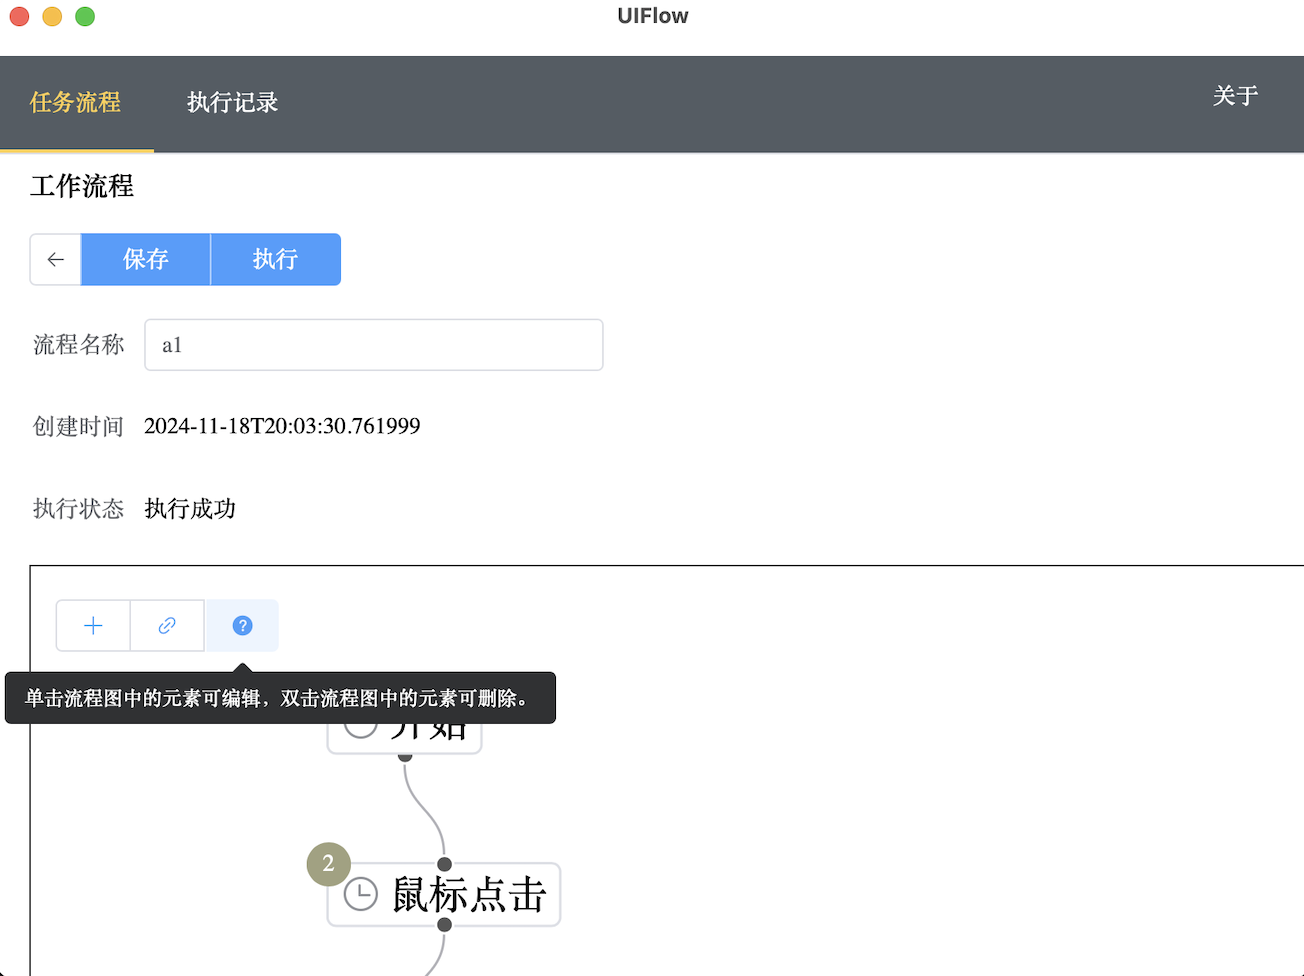 UIFlow
任务流程 执行记录 关于
工作流程
保存 执行
流程名称 a1
创建时间 2024-11-18T20:03:30.761999
执行状态 执行成功
?
单击流程图中的元素可编辑，双击流程图中的元素可删除。
开始
2
鼠标点击